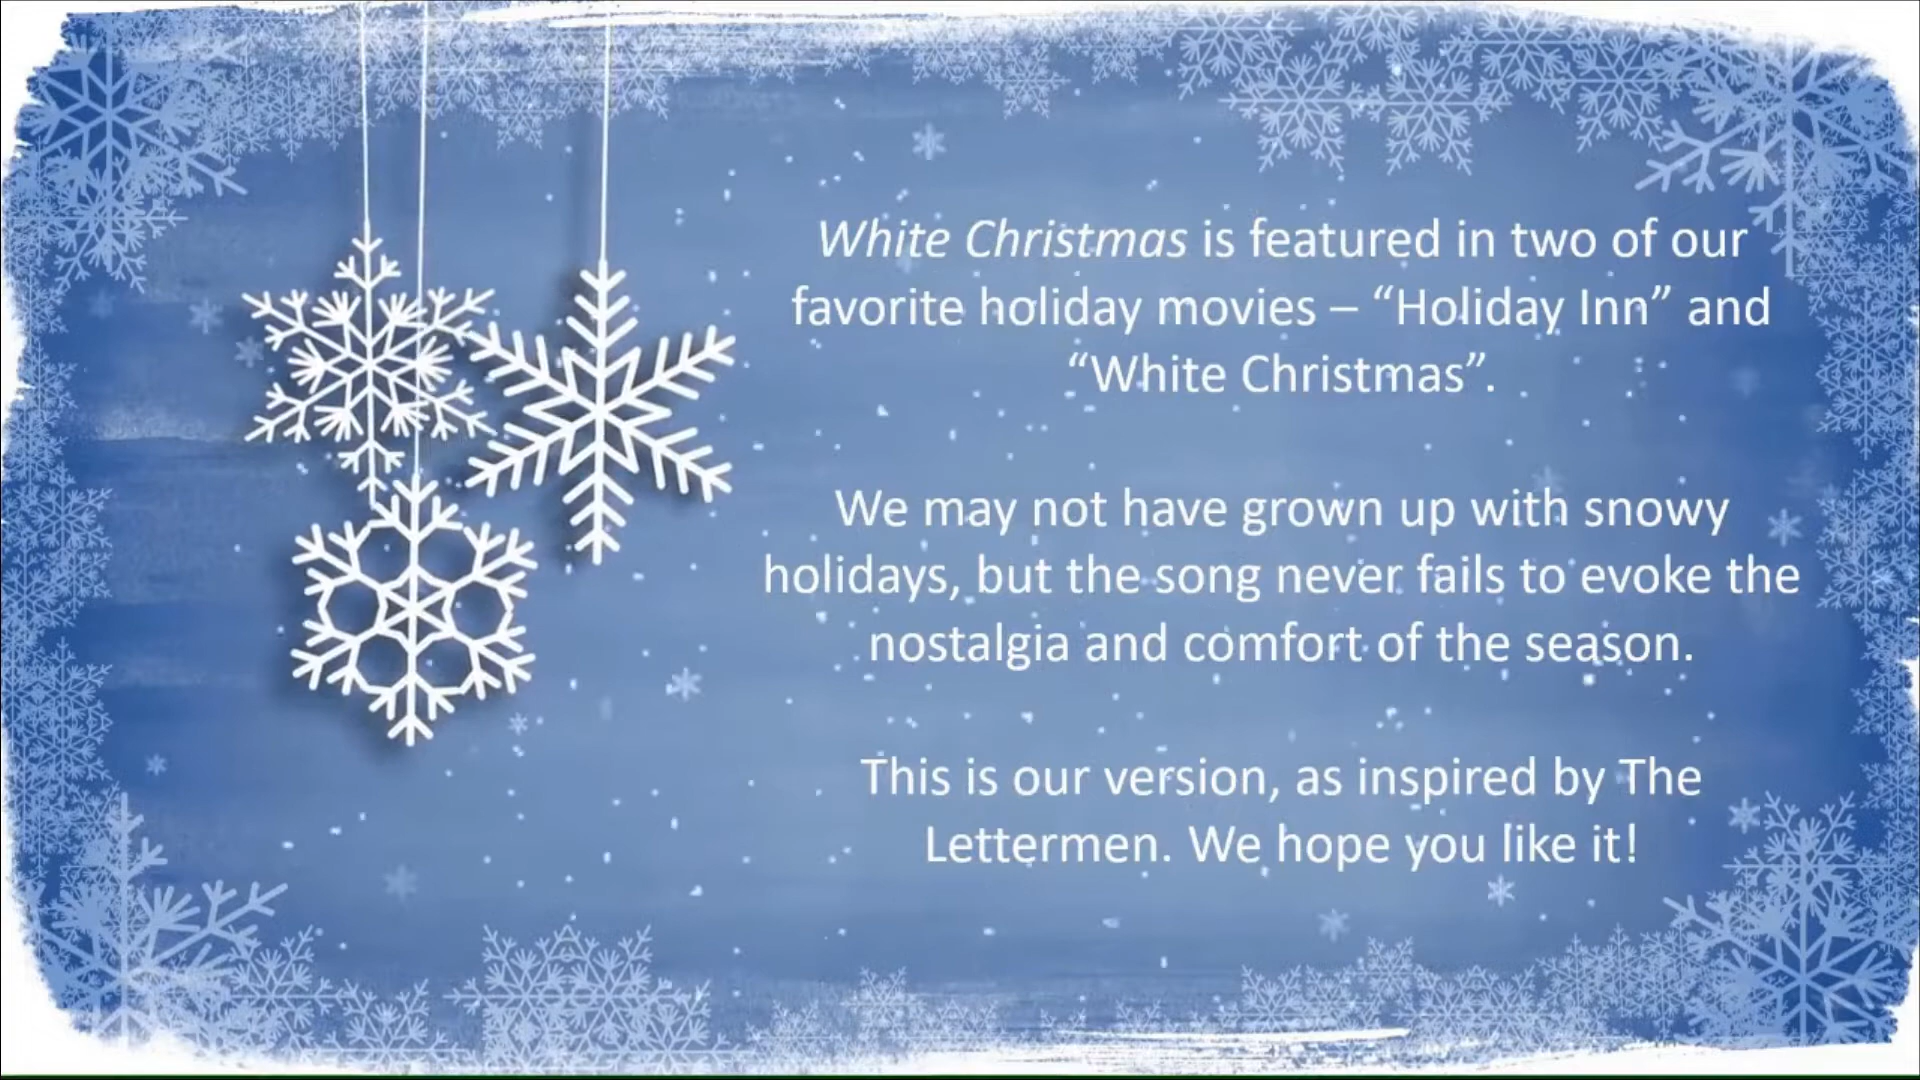 White Christmas is featured in two of our
favorite holiday movies – “Holiday Inn” and
“White Christmas”.
We may not have grown up with snowy
holidays, but the song never fails to evoke the
nostalgia and comfort of the season.
This is our version, as inspired by The
Lettermen. We hope you like it!